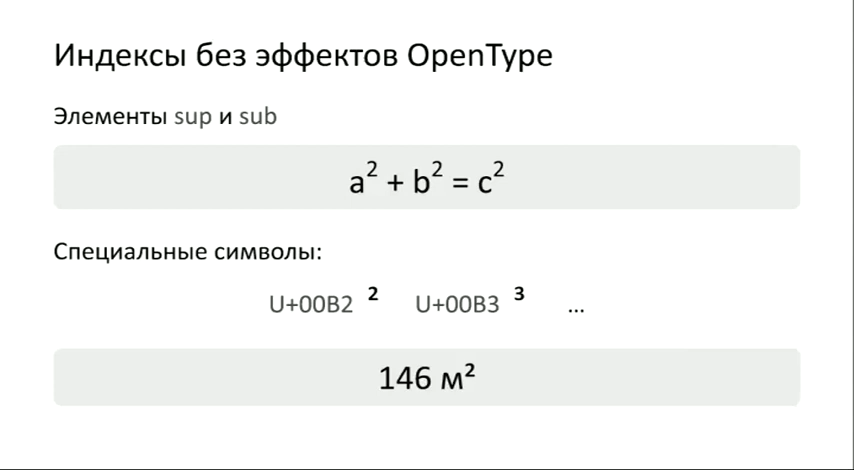 Индексы без эффектов OpenType
Элементы sup и sub
a² + b² = c²
Специальные символы:
U+00B2 ² U+00B3 ³ ...
146 м²